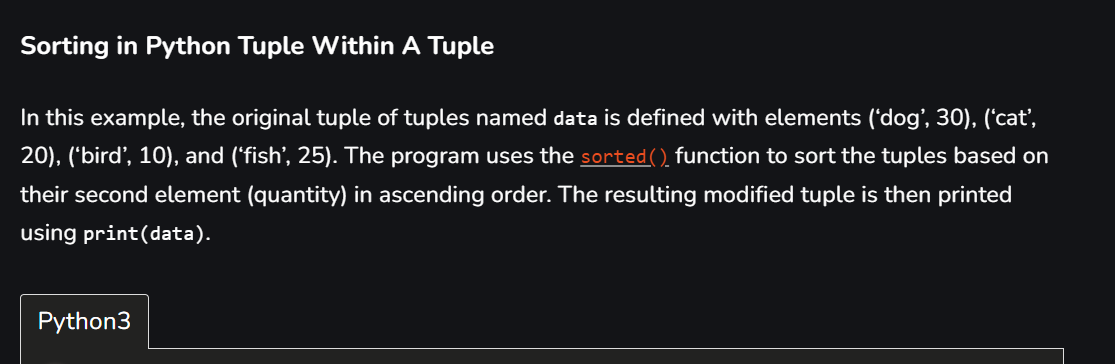 Sorting in Python Tuple Within A Tuple
In this example, the original tuple of tuples named data is defined with elements (‘dog’, 30), (‘cat’,
20), (‘bird’, 10), and (‘fish’, 25). The program uses the sorted() function to sort the tuples based on
their second element (quantity) in ascending order. The resulting modified tuple is then printed
using print(data).
Python3